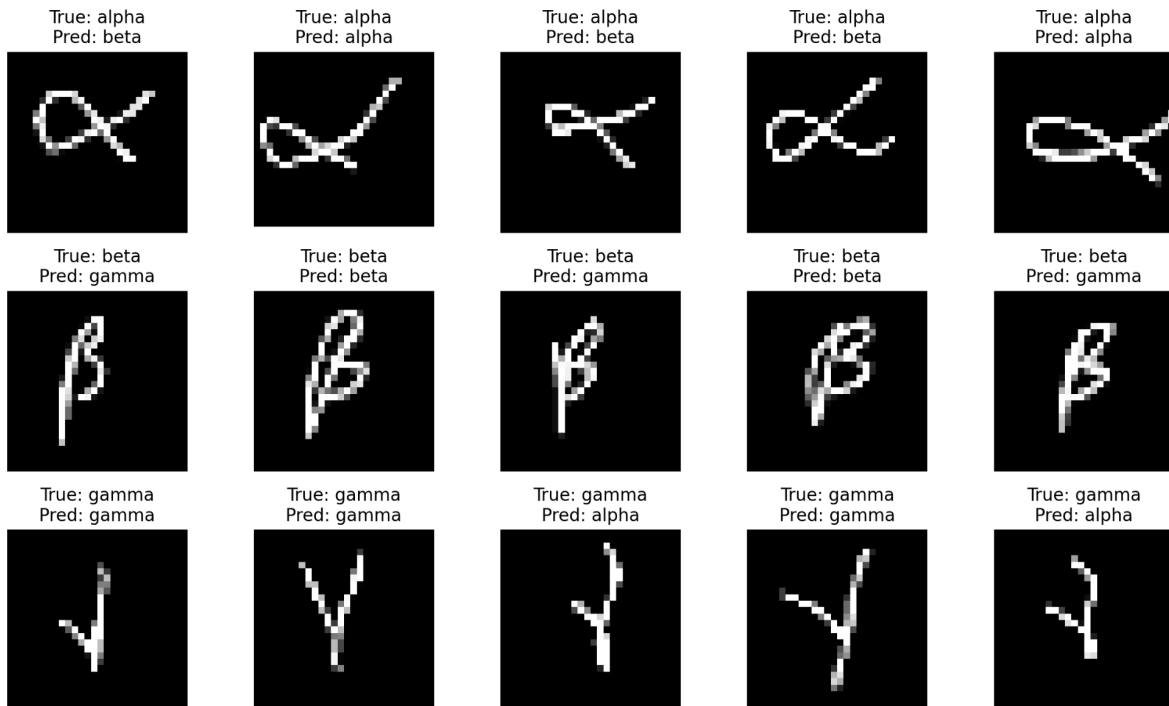 True: alpha
Pred: beta
True: alpha
Pred: alpha
True: alpha
Pred: beta
True: alpha
Pred: beta
True: alpha
Pred: alpha
α
α
α
α
α
True: beta
Pred: gamma
True: beta
Pred: beta
True: beta
Pred: gamma
True: beta
Pred: beta
True: beta
Pred: gamma
β
β
β
β
β
True: gamma
Pred: gamma
True: gamma
Pred: gamma
True: gamma
Pred: alpha
True: gamma
Pred: gamma
True: gamma
Pred: alpha
γ
γ
γ
γ
γ